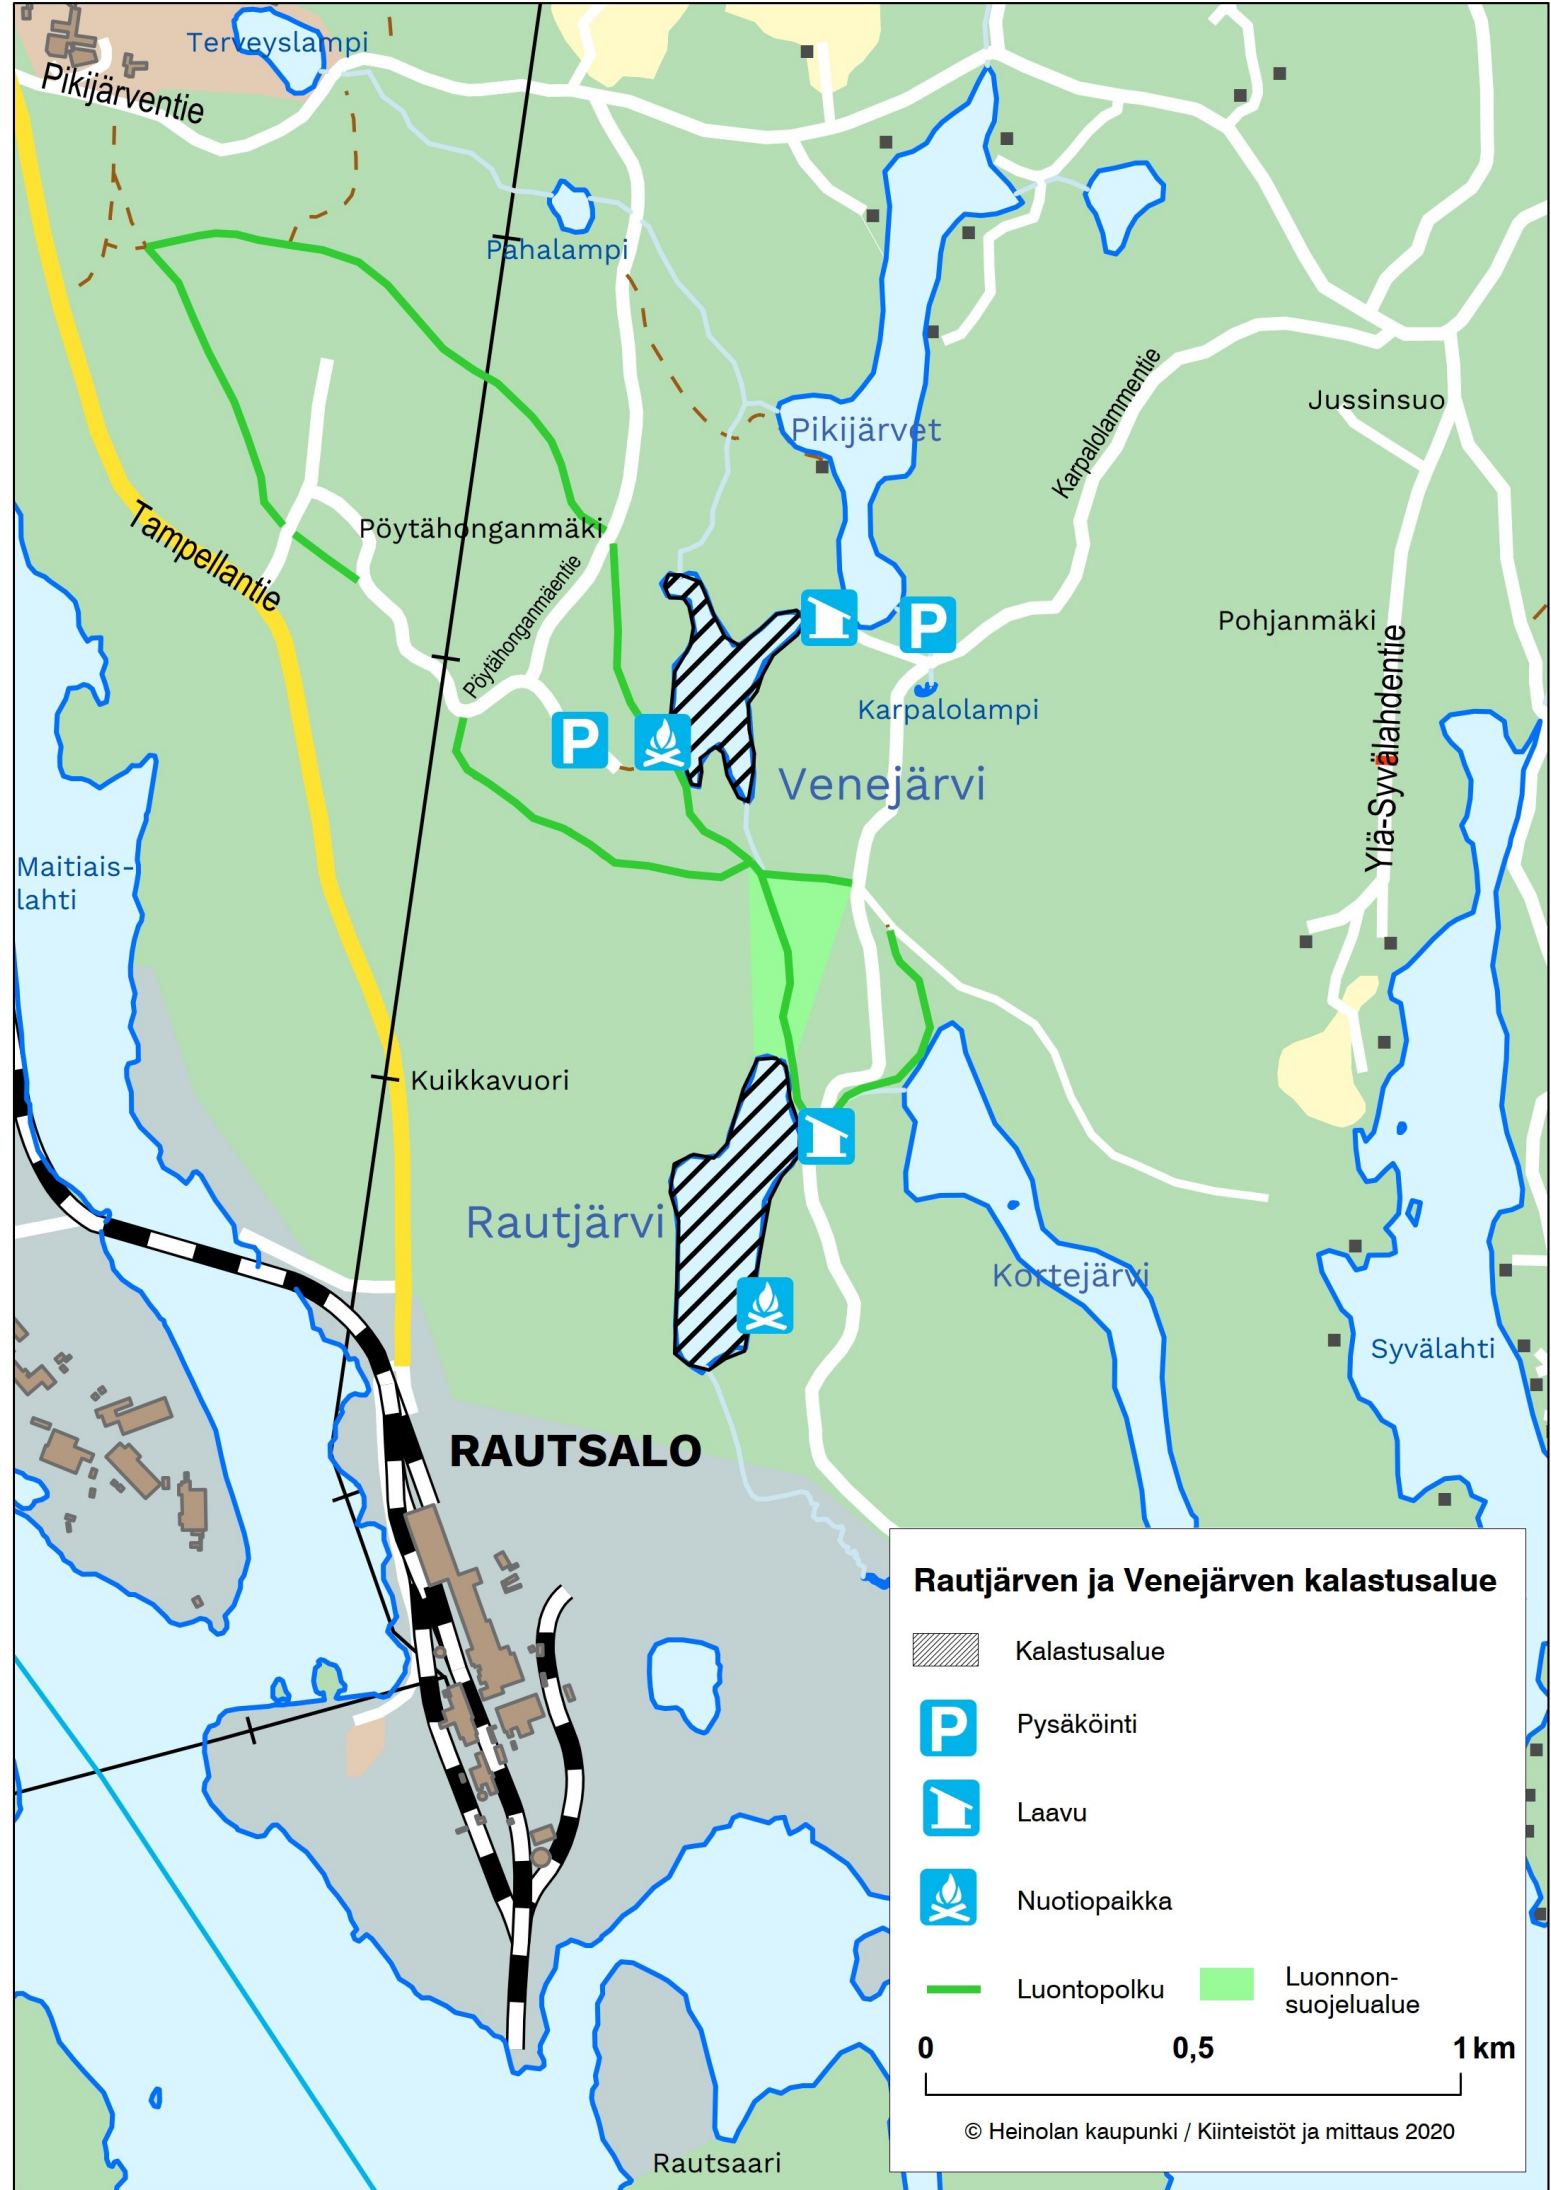 Terveyslampi
Pikijärventie
Pahalampi
Pikijärvet
Karpalolammentie
Jussinsuo
Tampellantie
Pöytähonganmäki
Pöytähonganmäentie
P
Pohjanmäki
Karpalolampi
P
Venejärvi
Ylä-Syvälahdentie
Maitiais-
lahti
Kuikkavuori
Rautjärvi
Kortejärvi
Syvälahti
RAUTSALO
Rautjärven ja Venejärven kalastusalue
Kalastusalue
P Pysäköinti
Laavu
Nuotiopaikka
Luontopolku
Luonnon-
suojelualue
0 0,5 1 km
© Heinolan kaupunki / Kiinteistöt ja mittaus 2020
Rautsaari